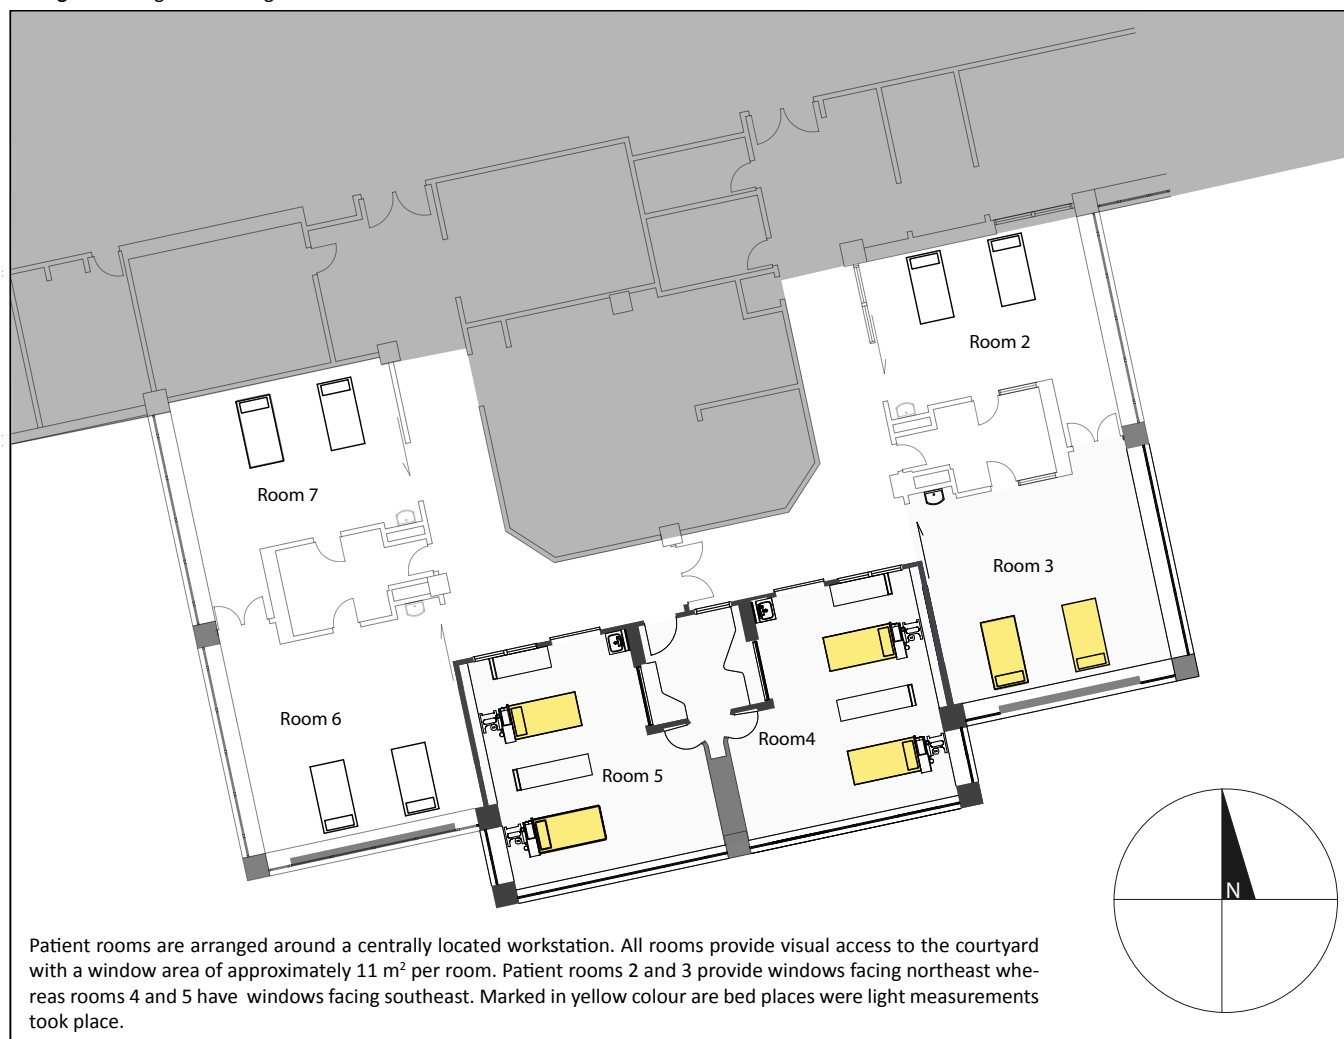 Room 2
Room 7
Room 3
Room 6
Room4
Room 5
N
Patient rooms are arranged around a centrally located workstation. All rooms provide visual access to the courtyard
with a window area of approximately 11 m² per room. Patient rooms 2 and 3 provide windows facing northeast whe-
reas rooms 4 and 5 have windows facing southeast. Marked in yellow colour are bed places were light measurements
took place.